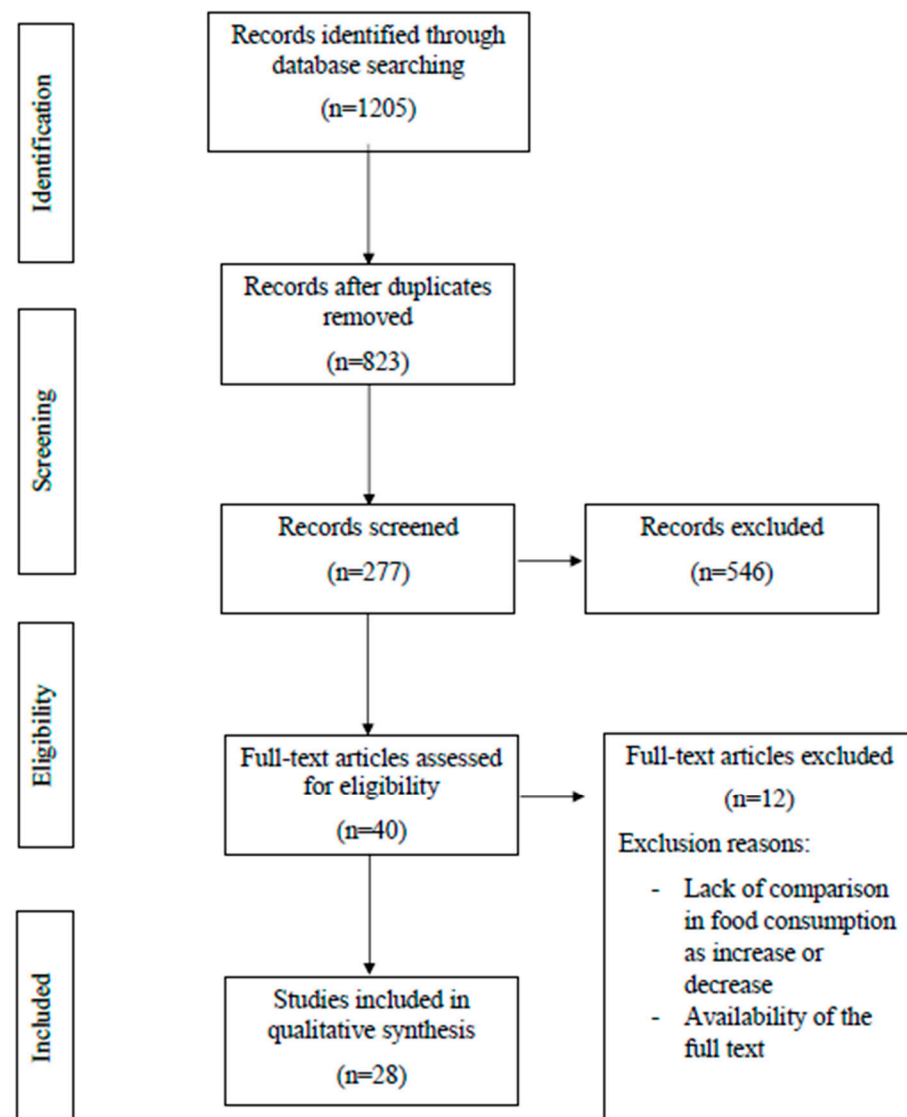 Identification
Records identified through
database searching
(n=1205)
Records after duplicates
removed
(n=823)
Screening
Records screened
(n=277)
Records excluded
(n=546)
Eligibility
Full-text articles assessed
for eligibility
(n=40)
Full-text articles excluded
(n=12)
Exclusion reasons:
- Lack of comparison
in food consumption
as increase or
decrease
- Availability of the
full text
Included
Studies included in
qualitative synthesis
(n=28)